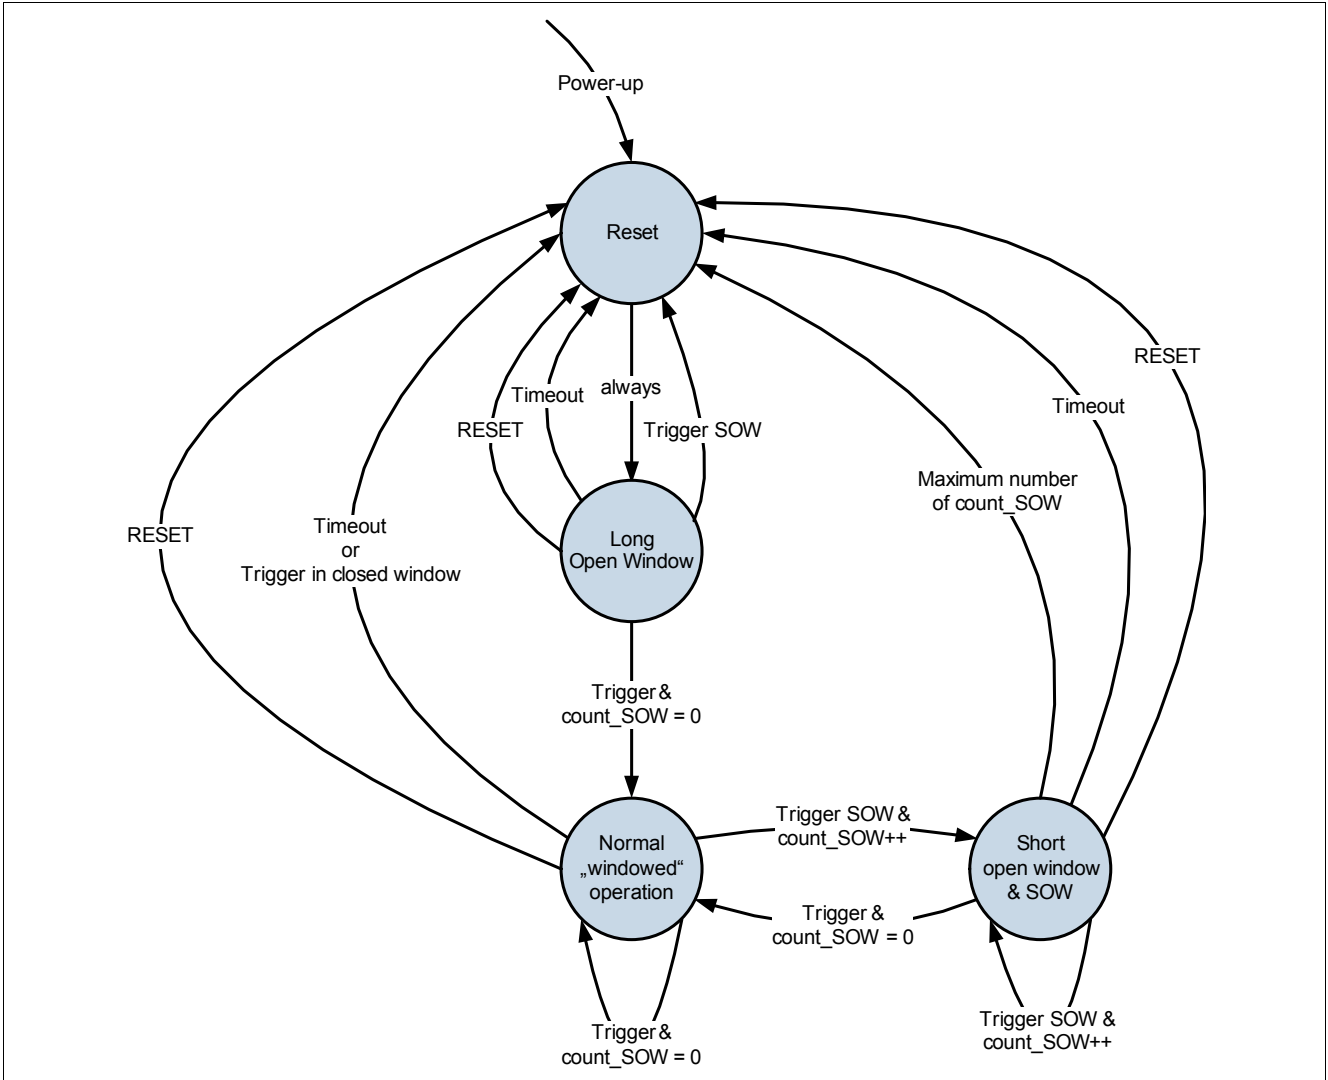 Power-up
Reset
RESET
Timeout
always
Timeout
RESET
Trigger SOW
Maximum number
of count_SOW
RESET
Timeout
or
Trigger in closed window
Long
Open Window
Trigger &
count_SOW = 0
Trigger SOW &
count_SOW++
Normal
„windowed“
operation
Short
open window
& SOW
Trigger &
count_SOW = 0
Trigger &
count_SOW = 0
Trigger SOW &
count_SOW++